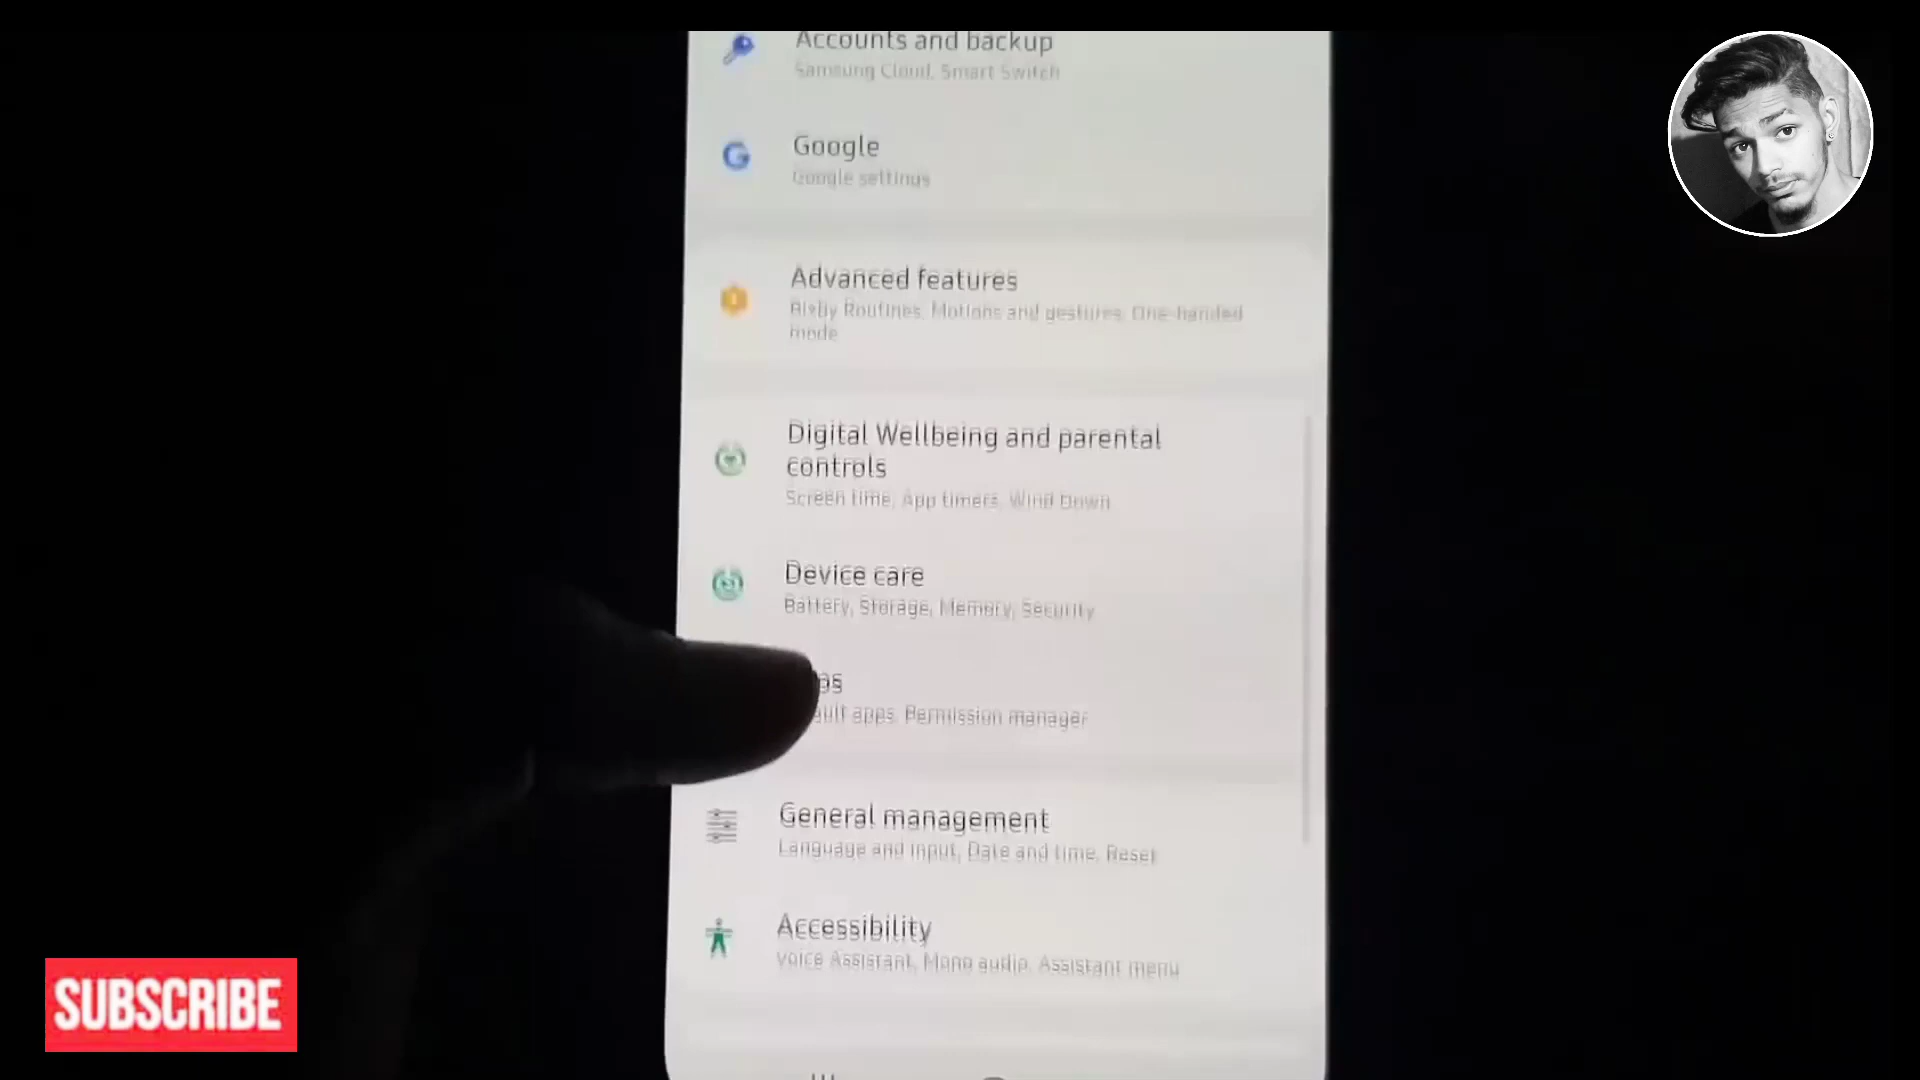 Accounts and backup
Samsung Cloud, Smart Switch
Google
Google settings
Advanced features
Bixby Routines, Motions and gestures, One-handed
mode
Digital Wellbeing and parental
controls
Screen time, App timers, Wind Down
Device care
Battery, Storage, Memory, Security
apps, Permission manager
General management
Language and input, Date and time, Reset
Accessibility
Voice Assistant, Mono audio, Assistant menu
SUBSCRIBE